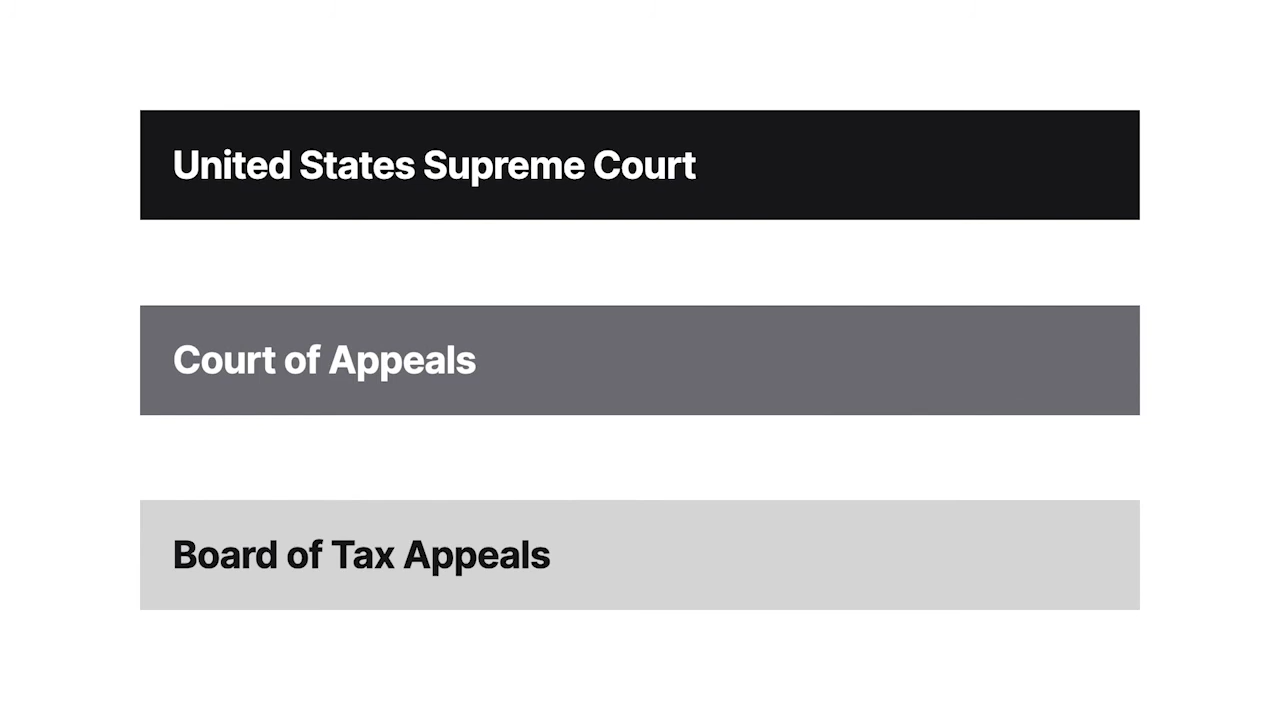 United States Supreme Court
Court of Appeals
Board of Tax Appeals